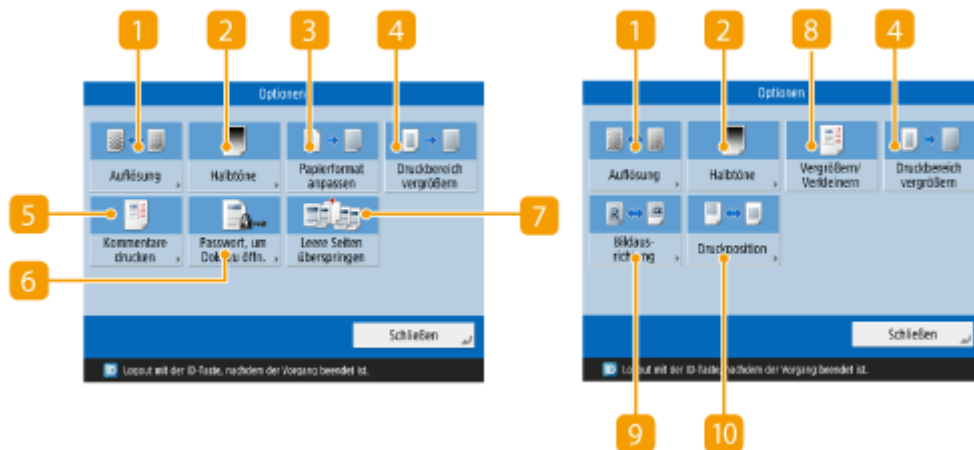 1 2 3 4
Optionen
Auflösung
Halbtöne
Papierformat
anpassen
Druckbereich
vergrößern
5
Kommentare
drucken
Passwort, um
Dok. zu öffn.
Leere Seiten
überspringen
7
6
Schließen
ID Logout mit der ID-Taste, nachdem der Vorgang beendet ist.
1 2 8 4
Optionen
Auflösung
Halbtöne
Vergrößern/
Verkleinern
Druckbereich
vergrößern
Bildaus-
richtung
Druckposition
Schließen
ID Logout mit der ID-Taste, nachdem der Vorgang beendet ist.
9 10